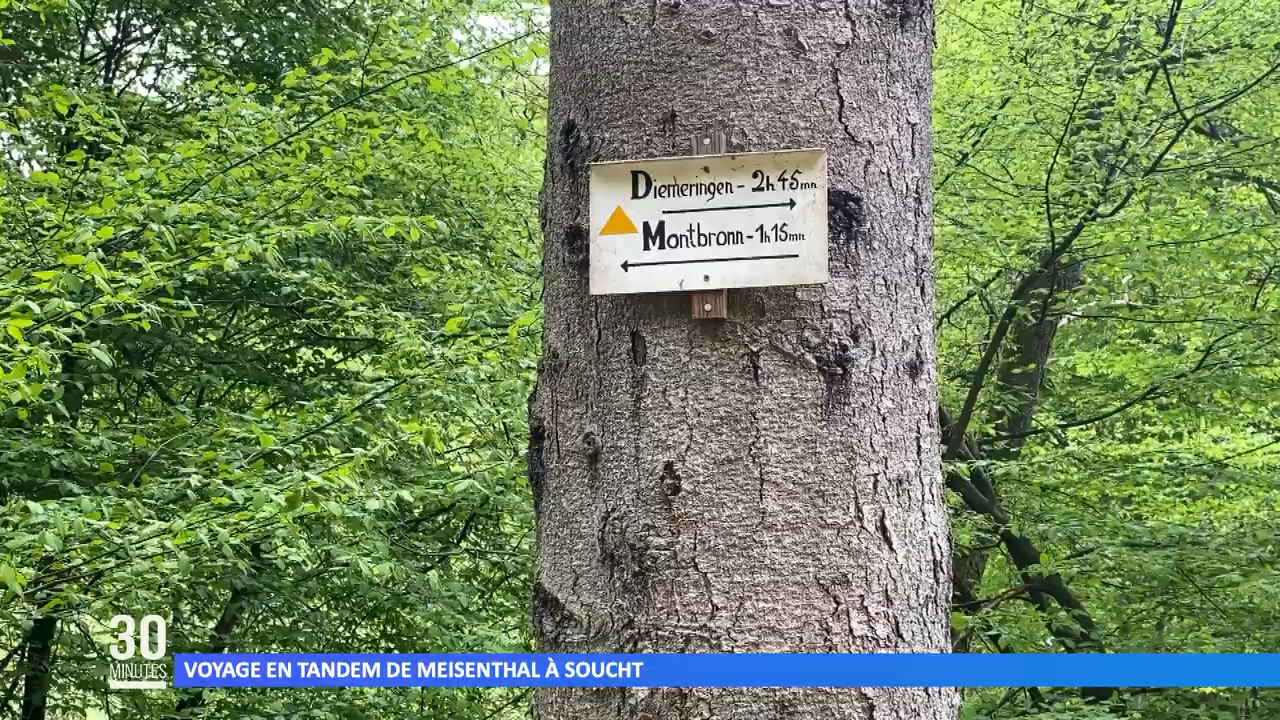 Diemeringen - 2h45mn
Montbronn - 1h15mn
30
MINUTES
VOYAGE EN TANDEM DE MEISENTHAL À SOUCHT